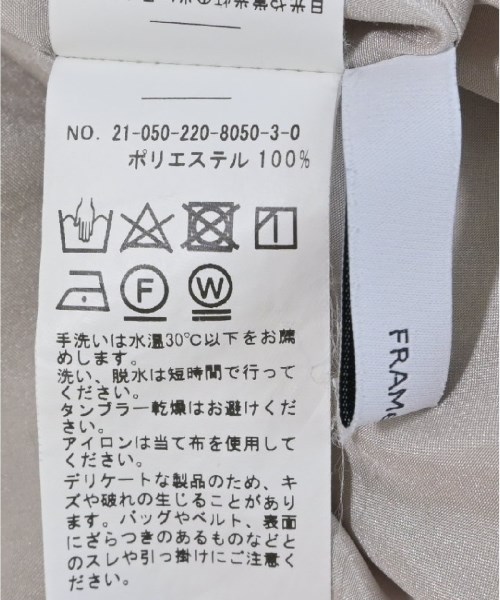 NO. 21-050-220-8050-3-0
ポリエステル 100%
F
W
手洗いは水温30℃以下をお薦
めします。
洗い、脱水は短時間で行って
ください。
タンブラー乾燥はお避けくだ
さい。
アイロンは当て布を使用して
ください。
デリケートな製品のため、キ
ズや破れの生じることがあり
ます。バッグやベルト、表面
にざらつきのあるものなどと
のスレや引っ掛けにご注意く
ださい。
FRAM